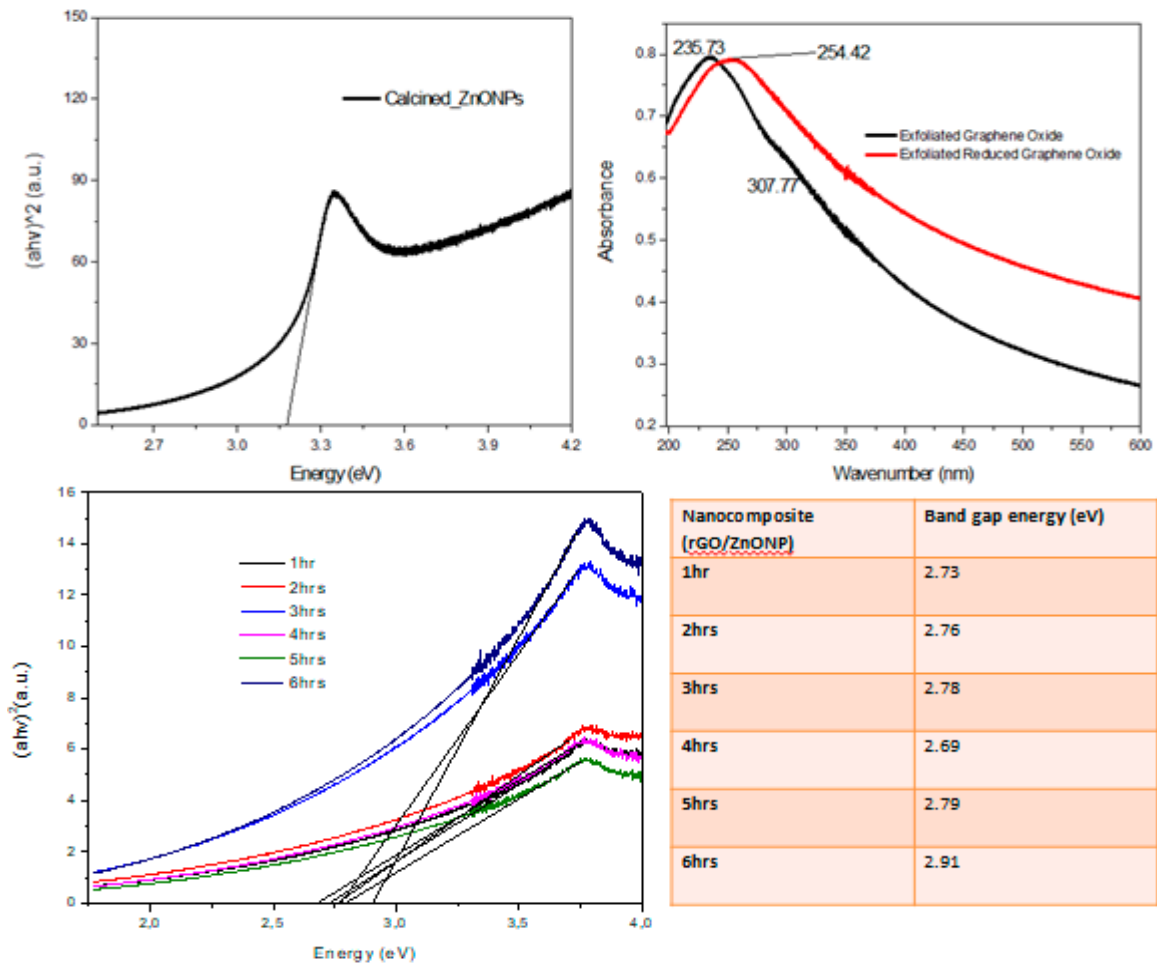 150
120
90
60
30
0
(ahv)^2 (a.u.)
Calcined_ZnONPs
2.7
3.0
3.3
3.6
3.9
4.2
Energy (eV)
0.8
0.7
0.6
0.5
0.4
0.3
0.2
Absorbance
235.73
254.42
307.77
Exfoliated Graphene Oxide
Exfoliated Reduced Graphene Oxide
200
250
300
350
400
450
500
550
600
Wavenumber (nm)
16
14
12
10
8
6
4
2
0
(ahv)²(a.u.)
1hr
2hrs
3hrs
4hrs
5hrs
6hrs
2,0
2,5
3,0
3,5
4,0
Energy (eV)
Nanocomposite
(rGO/ZnONP)
Band gap energy (eV)
1hr
2.73
2hrs
2.76
3hrs
2.78
4hrs
2.69
5hrs
2.79
6hrs
2.91